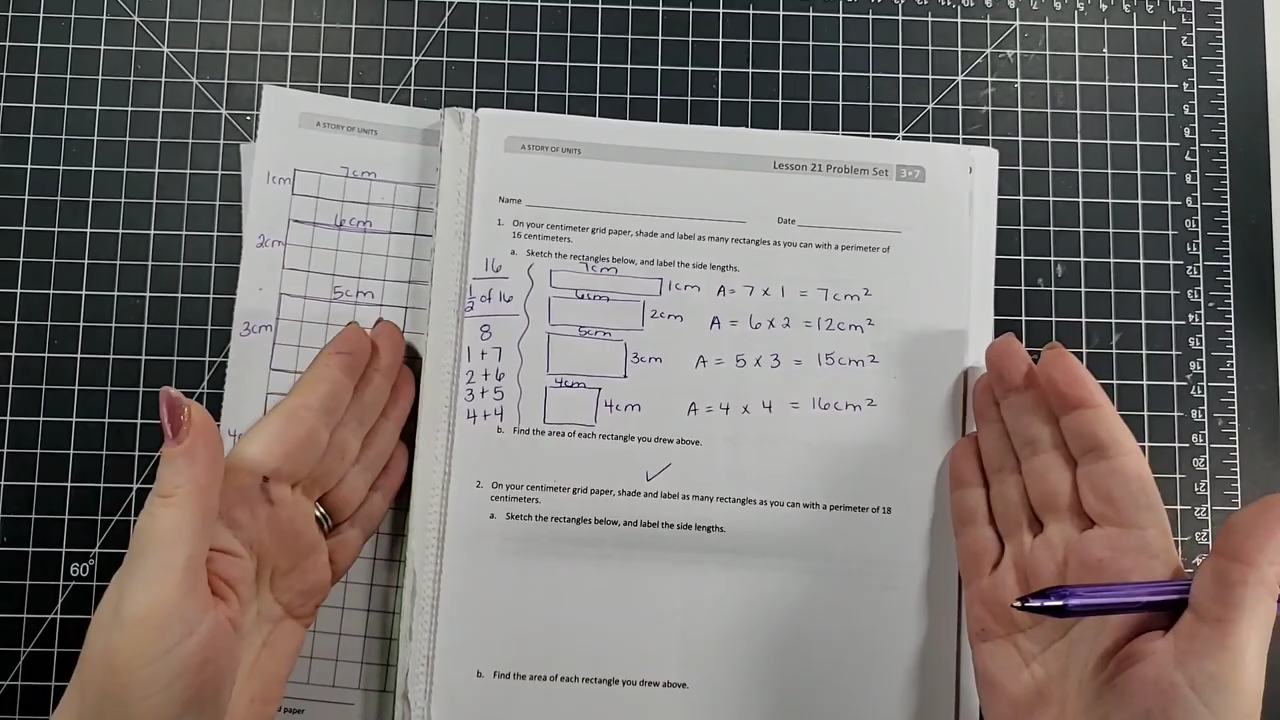 A STORY OF UNITS
7cm
1cm
6cm
2cm
5cm
3cm
d paper
60°
A STORY OF UNITS
Lesson 21 Problem Set 3•7
Name
Date
1. On your centimeter grid paper, shade and label as many rectangles as you can with a perimeter of
16 centimeters.
a. Sketch the rectangles below, and label the side lengths.
16
1/2 of 16
8
1+7
2+6
3+5
4+4
7cm
1cm A = 7 x 1 = 7cm²
6cm
2cm A = 6 x 2 = 12cm²
5cm
3cm A = 5 x 3 = 15cm²
4cm
4cm A = 4 x 4 = 16cm²
b. Find the area of each rectangle you drew above.
2. On your centimeter grid paper, shade and label as many rectangles as you can with a perimeter of 18
centimeters.
a. Sketch the rectangles below, and label the side lengths.
b. Find the area of each rectangle you drew above.